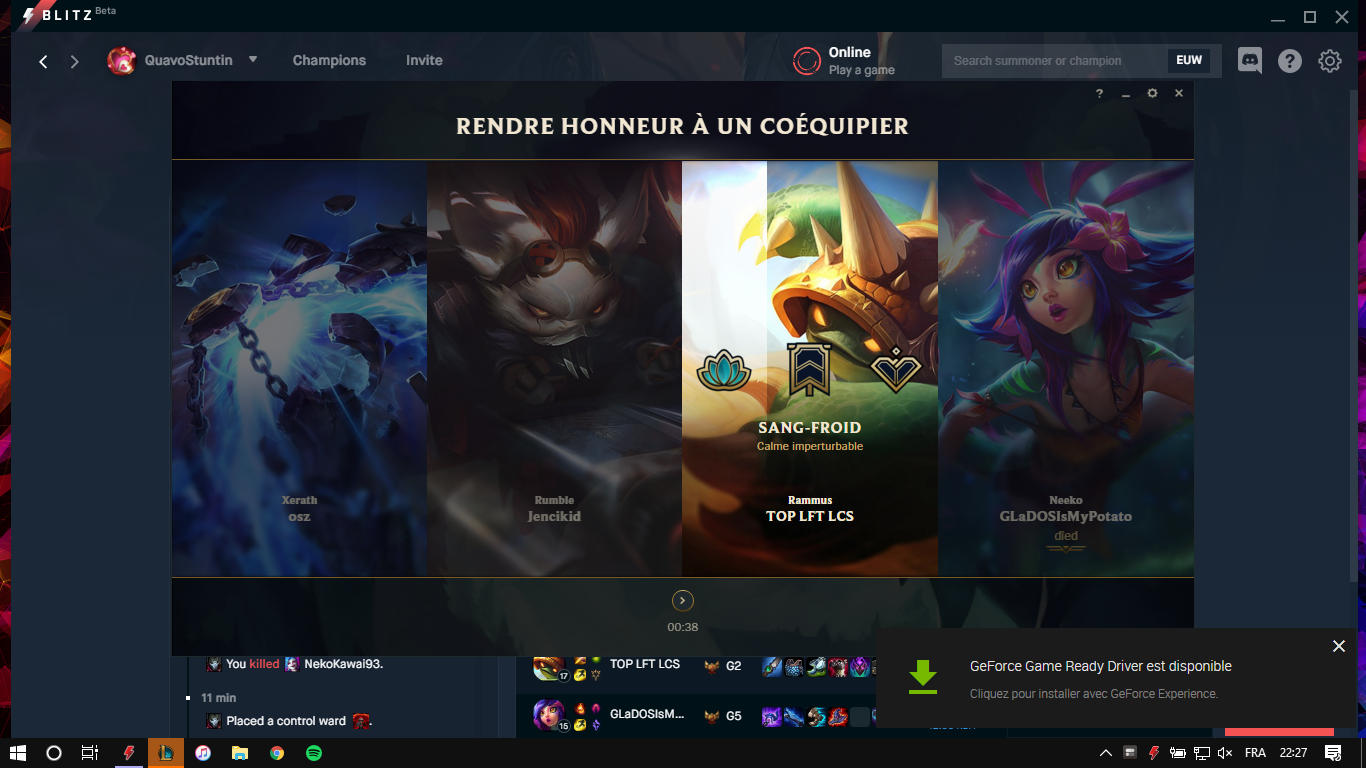 BLITZ Beta
QuavoStuntin
Champions
Invite
Online
Play a game
Search summoner or champion
EUW
?
?
RENDRE HONNEUR À UN COÉQUIPIER
SANG-FROID
Calme imperturbable
Xerath
osz
Rumble
Jencikid
Rammus
TOP LFT LCS
Neeko
GLaDOSIsMyPotato
died
00:38
You killed NekoKawai93.
11 min
Placed a control ward .
17
TOP LFT LCS
G2
15
GLaDOSIsM...
G5
GeForce Game Ready Driver est disponible
Cliquez pour installer avec GeForce Experience.
FRA
22:27